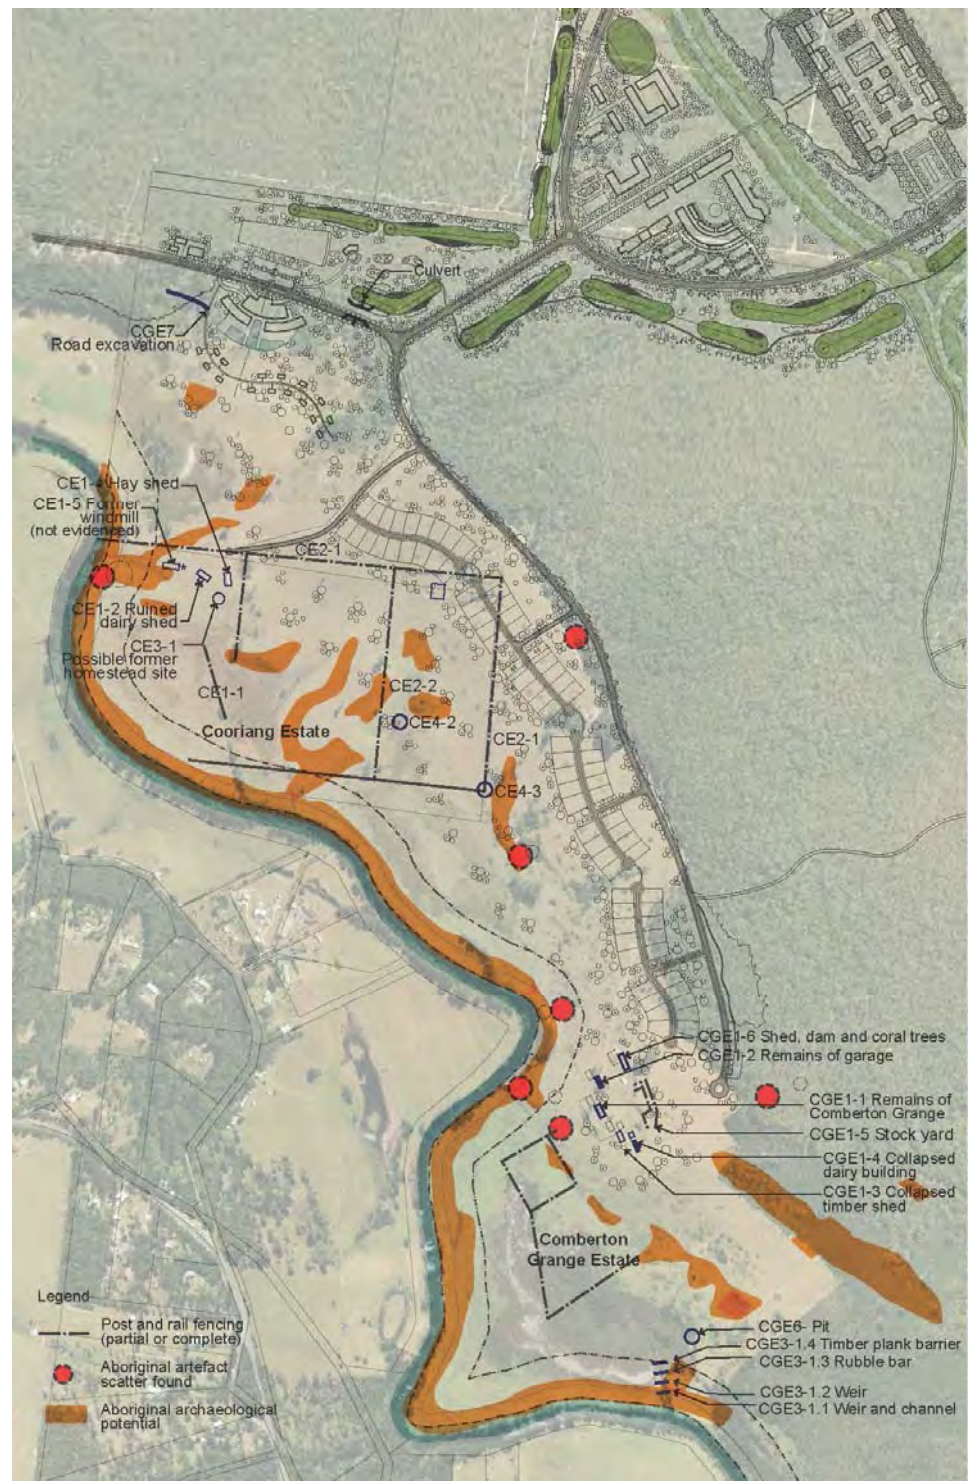 Culvert
CGE7
Road excavation
CE1-4 Hay shed
CE1-5 Former
windmill
(not evidenced)
CE2-1
CE1-2 Ruined
dairy shed
CE3-1
Possible former
homestead site
CE1-1
CE2-2
CE4-2
Cooriang Estate
CE2-1
CE4-3
CGE1-6 Shed, dam and coral trees
CGE1-2 Remains of garage
CGE1-1 Remains of
Comberton Grange
CGE1-5 Stock yard
CGE1-4 Collapsed
dairy building
CGE1-3 Collapsed
timber shed
Comberton
Grange Estate
CGE6- Pit
CGE3-1.4 Timber plank barrier
CGE3-1.3 Rubble bar
CGE3-1.2 Weir
CGE3-1.1 Weir and channel
Legend
Post and rail fencing
(partial or complete)
Aboriginal artefact
scatter found
Aboriginal archaeological
potential